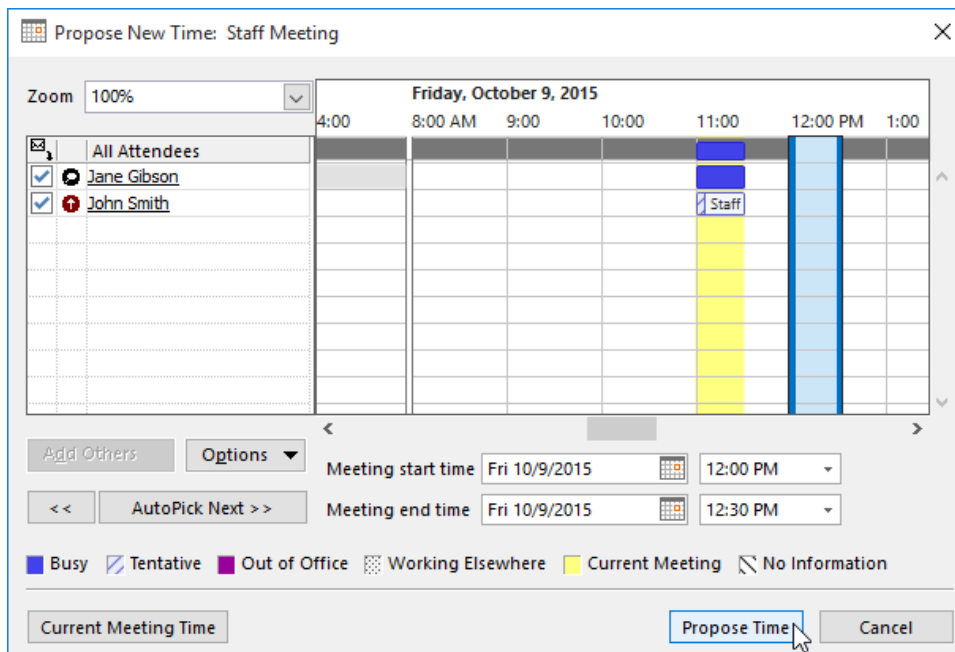 Propose New Time: Staff Meeting
Zoom 100%
Friday, October 9, 2015
4:00 8:00 AM 9:00 10:00 11:00 12:00 PM 1:00
All Attendees
Jane Gibson
John Smith Staff
Add Others Options
Meeting start time Fri 10/9/2015 12:00 PM
<< AutoPick Next >> Meeting end time Fri 10/9/2015 12:30 PM
Busy Tentative Out of Office Working Elsewhere Current Meeting No Information
Current Meeting Time Propose Time Cancel